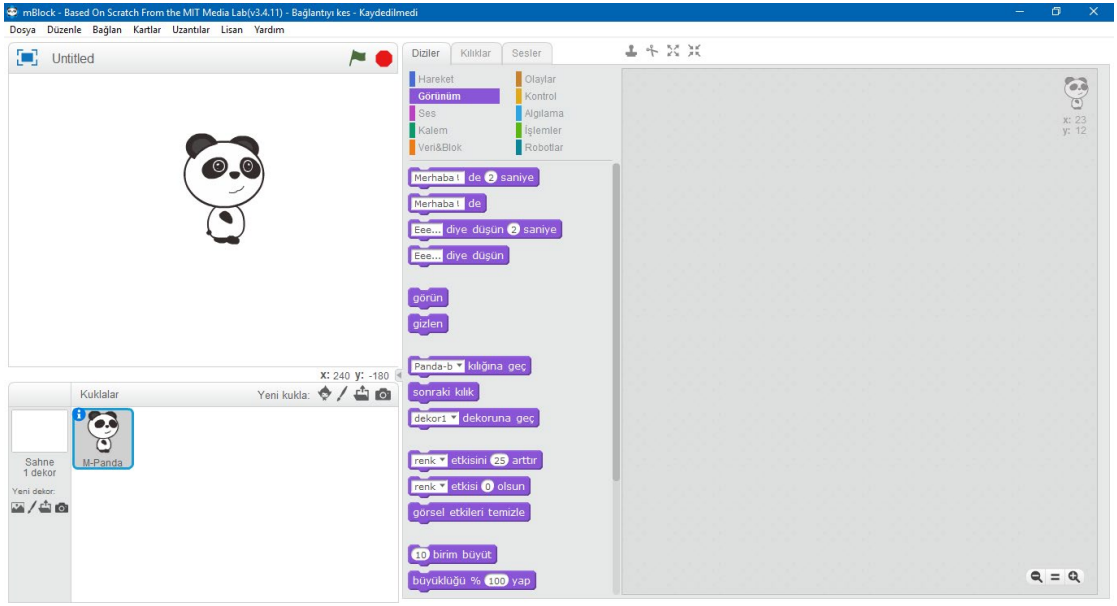 mBlock - Based On Scratch From the MIT Media Lab(v3.4.11) - Bağlantıyı kes - Kaydedilmedi
Dosya Düzenle Bağlan Kartlar Uzantılar Lisan Yardım
Untitled
x: 240 y: -180
Kuklalar Yeni kukla:
Sahne
1 dekor
Yeni dekor:
M-Panda
Diziler Kılıklar Sesler
Hareket Olaylar
Görünüm Kontrol
Ses Algılama
Kalem İşlemler
Veri&Blok Robotlar
Merhaba! de 2 saniye
Merhaba! de
Eee... diye düşün 2 saniye
Eee... diye düşün
görün
gizlen
Panda-b kılığına geç
sonraki kılık
dekor1 dekoruna geç
renk etkisini 25 arttır
renk etkisi 0 olsun
görsel etkileri temizle
10 birim büyüt
büyüklüğü % 100 yap
x: 23
y: 12